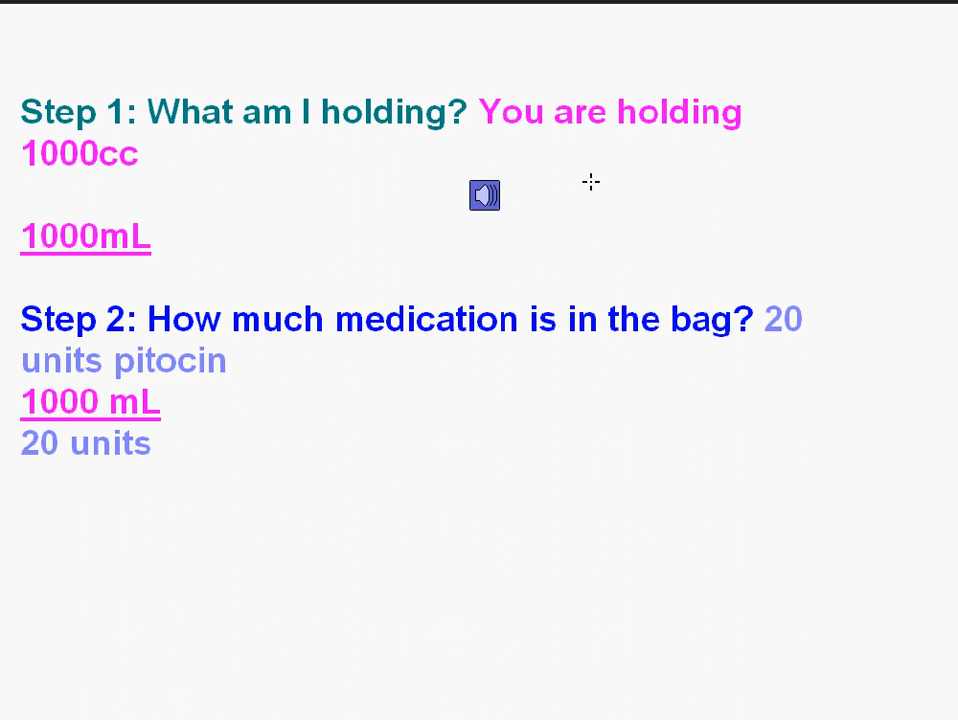 Step 1: What am I holding? You are holding
1000cc
1000mL
Step 2: How much medication is in the bag? 20
units pitocin
1000 mL
20 units